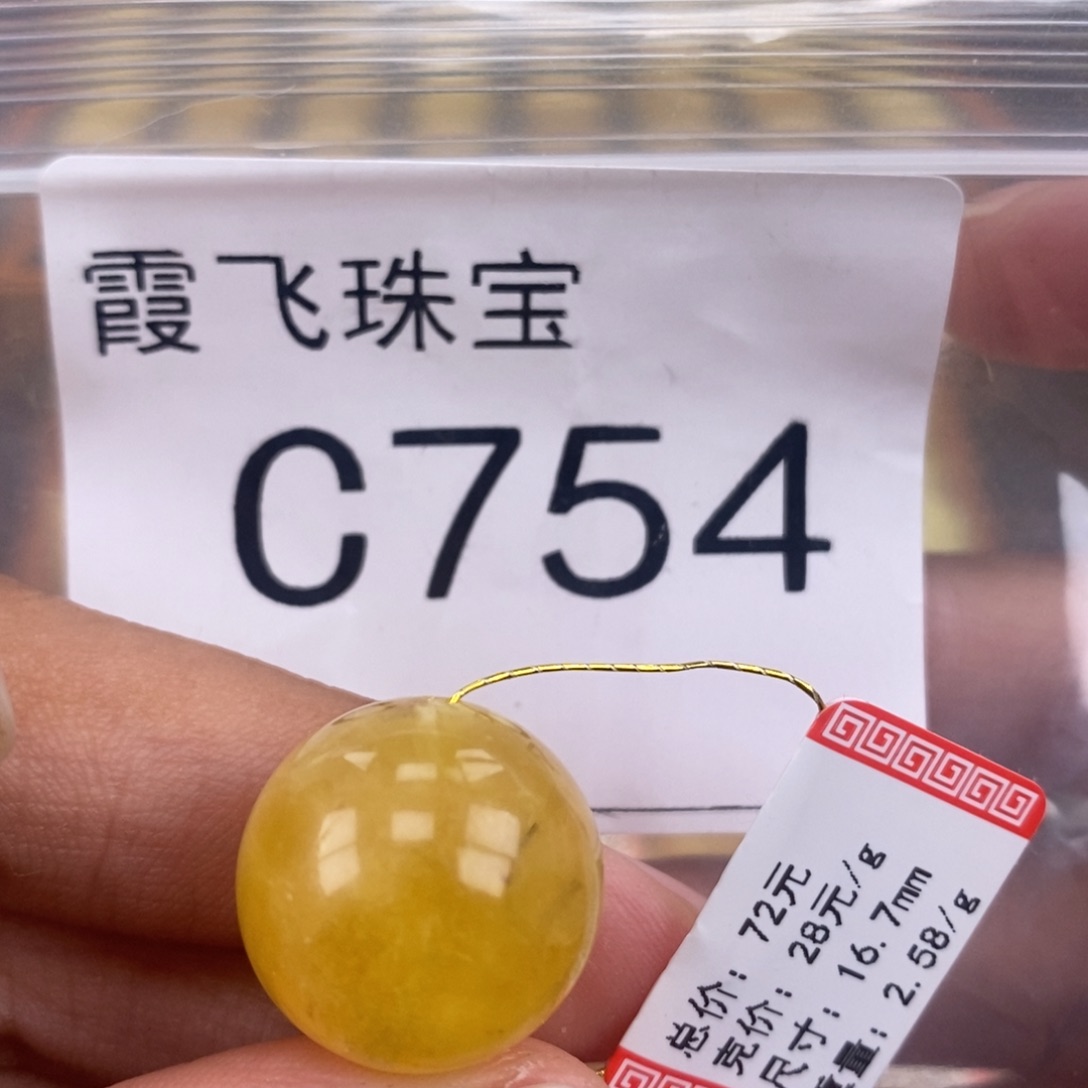 霞飞珠宝
C754
总价：72元
克价：28元/g
尺寸：16.7mm
量：2.58/g